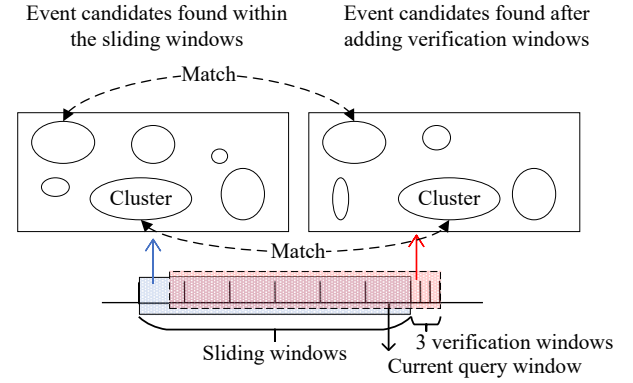 Event candidates found within
the sliding windows
Event candidates found after
adding verification windows
Match
Cluster
Cluster
Match
Sliding windows
3 verification windows
Current query window